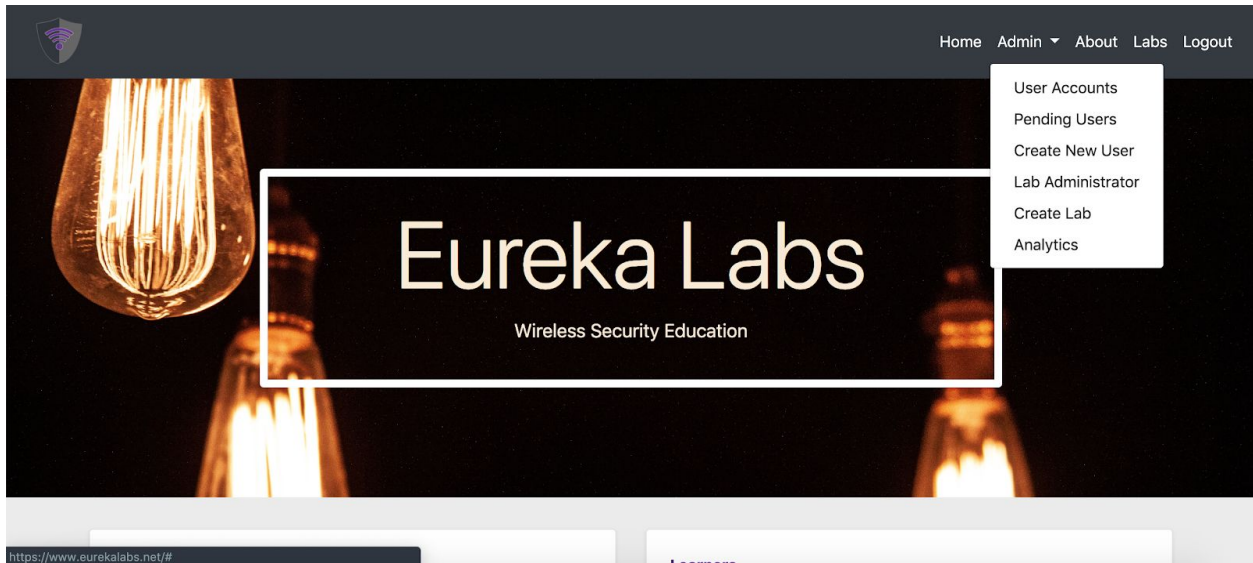 Home Admin About Labs Logout
User Accounts
Pending Users
Create New User
Lab Administrator
Create Lab
Analytics
Eureka Labs
Wireless Security Education
Learners
https://www.eurekalabs.net/#